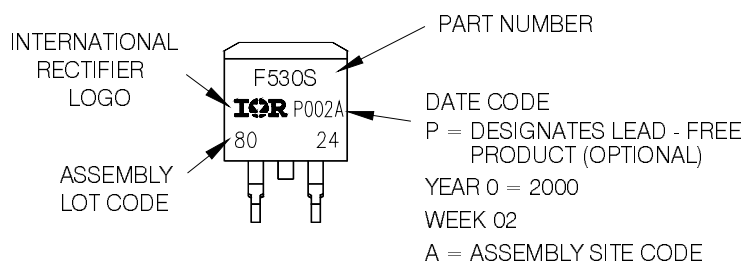 INTERNATIONAL
RECTIFIER
LOGO
PART NUMBER
F530S
IOR P002A
80 24
ASSEMBLY
LOT CODE
DATE CODE
P = DESIGNATES LEAD - FREE
PRODUCT (OPTIONAL)
YEAR 0 = 2000
WEEK 02
A = ASSEMBLY SITE CODE